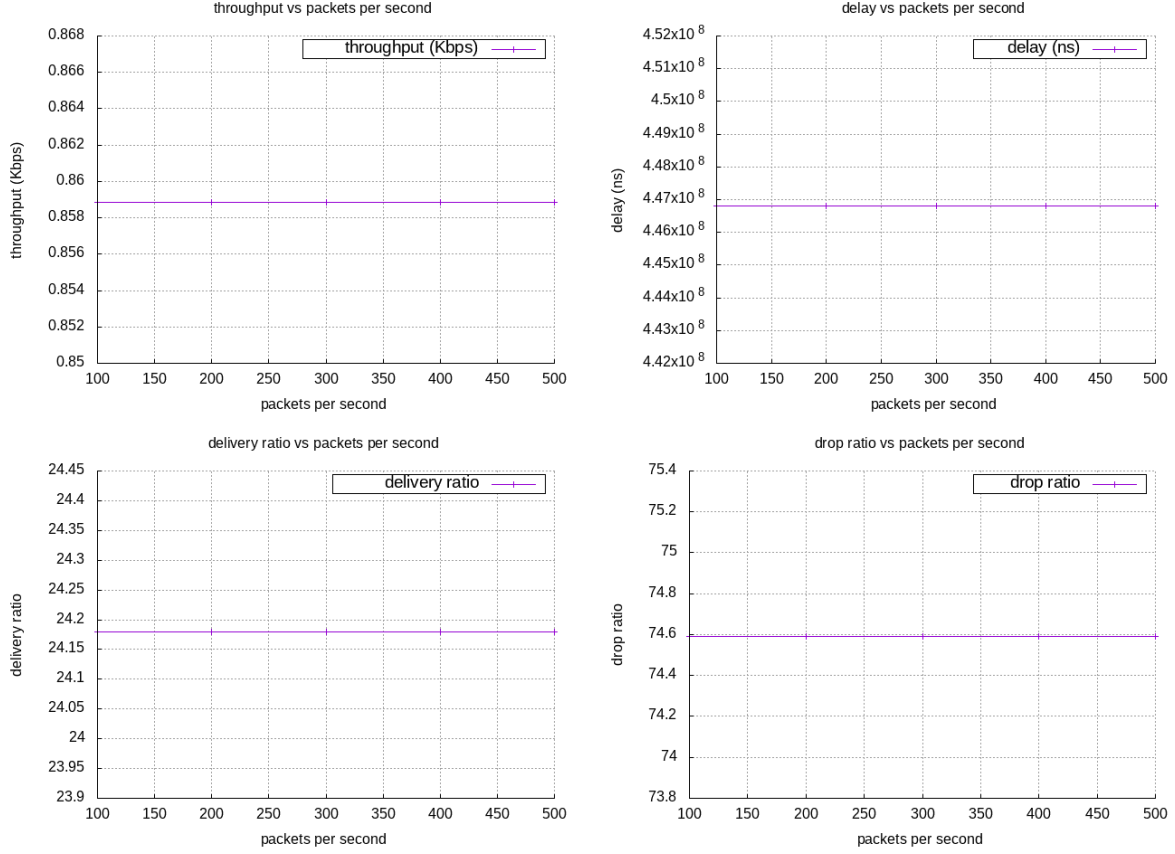 throughput vs packets per second
throughput (Kbps)
throughput (Kbps)
0.868
0.866
0.864
0.862
0.86
0.858
0.856
0.854
0.852
0.85
100 150 200 250 300 350 400 450 500
packets per second
delay vs packets per second
delay (ns)
delay (ns)
4.52x10 8
4.51x10 8
4.5x10 8
4.49x10 8
4.48x10 8
4.47x10 8
4.46x10 8
4.45x10 8
4.44x10 8
4.43x10 8
4.42x10 8
100 150 200 250 300 350 400 450 500
packets per second
delivery ratio vs packets per second
delivery ratio
delivery ratio
24.45
24.4
24.35
24.3
24.25
24.2
24.15
24.1
24.05
24
23.95
23.9
100 150 200 250 300 350 400 450 500
packets per second
drop ratio vs packets per second
drop ratio
drop ratio
75.4
75.2
75
74.8
74.6
74.4
74.2
74
73.8
100 150 200 250 300 350 400 450 500
packets per second